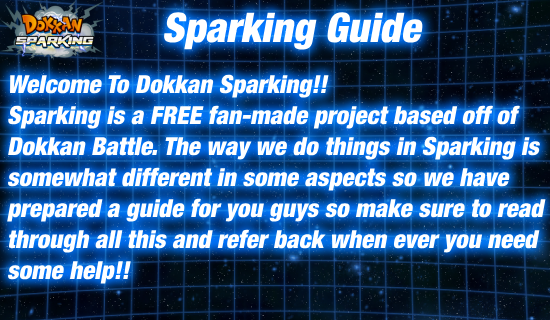 DOKKAN
SPARKING
Sparking Guide
Welcome To Dokkan Sparking!!
Sparking is a FREE fan-made project based off of
Dokkan Battle. The way we do things in Sparking is
somewhat different in some aspects so we have
prepared a guide for you guys so make sure to read
through all this and refer back when ever you need
some help!!